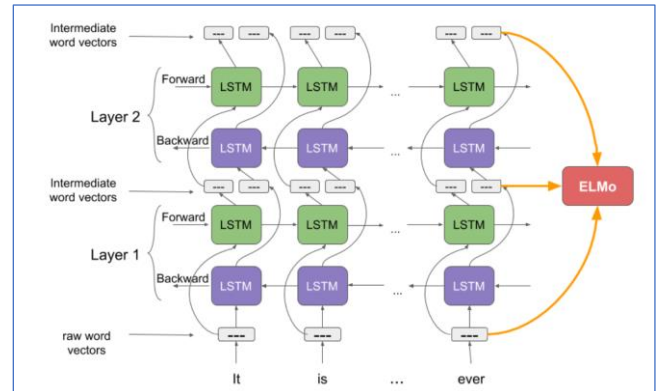 Intermediate
word vectors
--- --- --- --- --- ---
Forward
LSTM LSTM LSTM
...
Layer 2
Backward
LSTM LSTM LSTM
...
Intermediate
word vectors
--- --- --- --- --- ---
ELMo
Forward
LSTM LSTM LSTM
...
Layer 1
Backward
LSTM LSTM LSTM
...
raw word
vectors
--- --- ---
It is ... ever